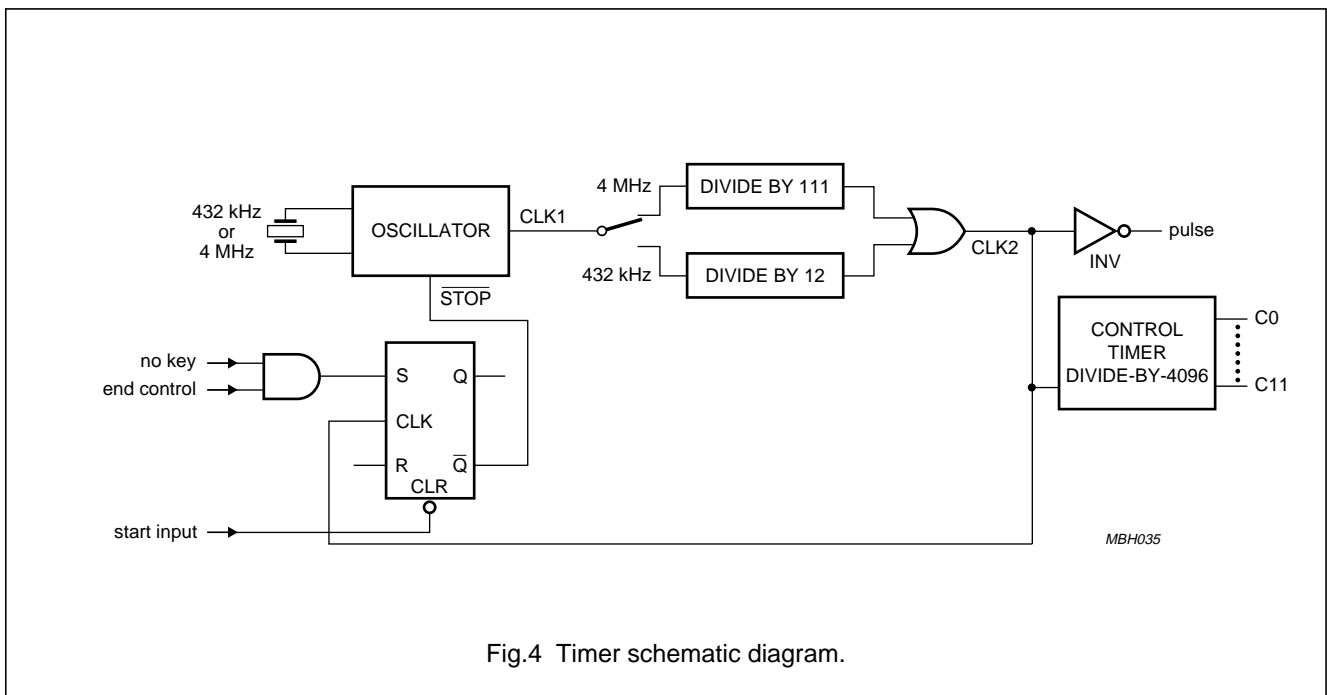 432 kHz
or
4 MHz
OSCILLATOR
STOP
CLK1
4 MHz
432 kHz
DIVIDE BY 111
DIVIDE BY 12
CLK2
INV
pulse
CONTROL
TIMER
DIVIDE-BY-4096
C0
C11
no key
end control
start input
S
Q
CLK
R
Q
CLR
MBH035
Fig.4 Timer schematic diagram.